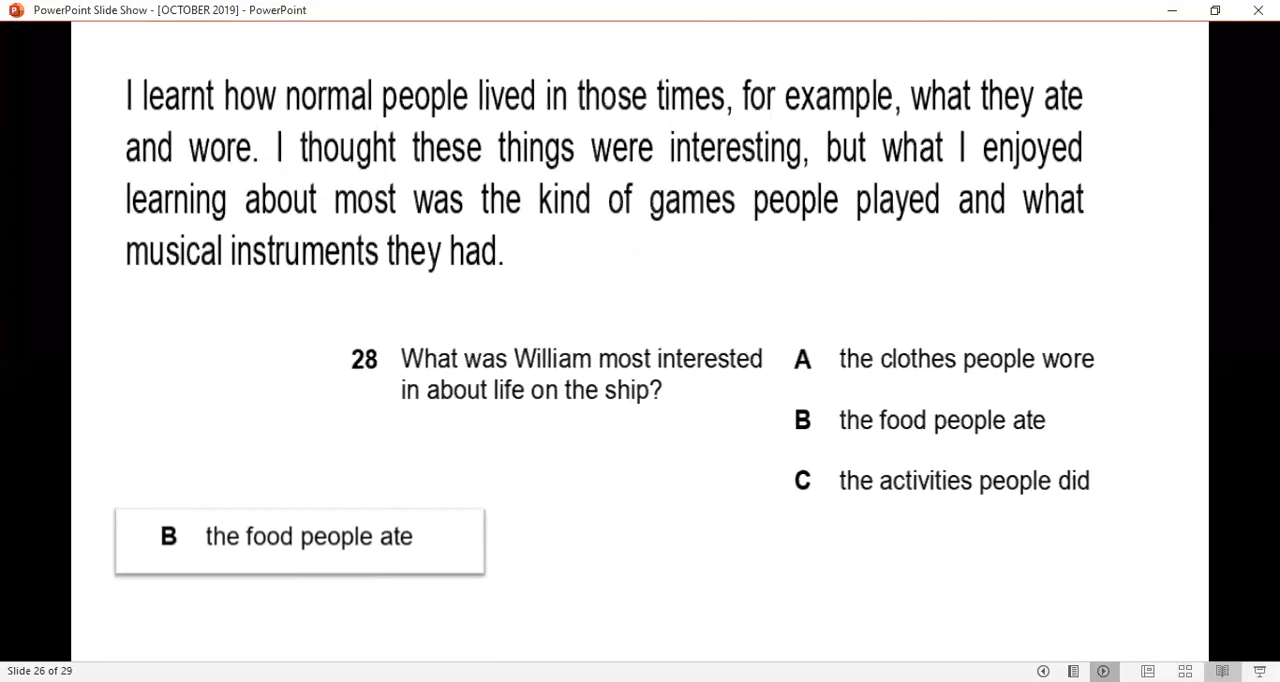 PowerPoint Slide Show - [OCTOBER 2019] - PowerPoint
I learnt how normal people lived in those times, for example, what they ate
and wore. I thought these things were interesting, but what I enjoyed
learning about most was the kind of games people played and what
musical instruments they had.
28 What was William most interested
in about life on the ship?
A the clothes people wore
B the food people ate
C the activities people did
B the food people ate
Slide 26 of 29